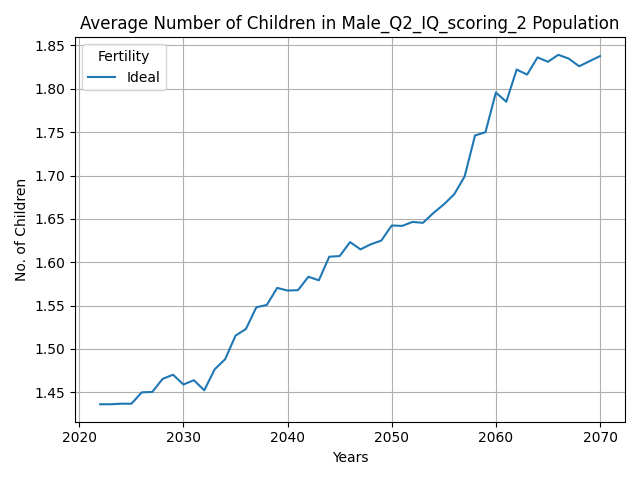 Average Number of Children in Male_Q2_IQ_scoring_2 Population
Fertility
Ideal
No. of Children
1.85
1.80
1.75
1.70
1.65
1.60
1.55
1.50
1.45
2020 2030 2040 2050 2060 2070
Years